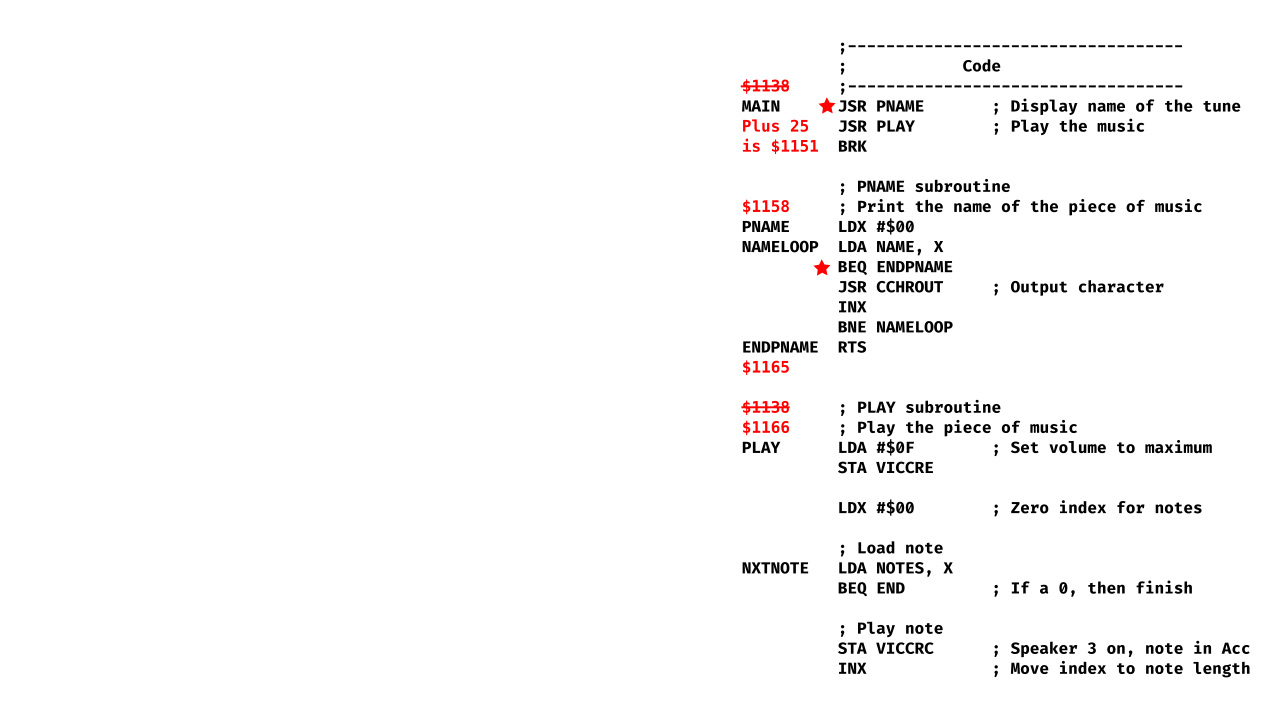 ;-----------------------------------
; Code
$1138 ;-----------------------------------
MAIN JSR PNAME ; Display name of the tune
Plus 25 JSR PLAY ; Play the music
is $1151 BRK
; PNAME subroutine
$1158 ; Print the name of the piece of music
PNAME LDX #$00
NAMELOOP LDA NAME, X
BEQ ENDPNAME
JSR CCHROUT ; Output character
INX
BNE NAMELOOP
ENDPNAME RTS
$1165
$1138 ; PLAY subroutine
$1166 ; Play the piece of music
PLAY LDA #$0F ; Set volume to maximum
STA VICCRE
LDX #$00 ; Zero index for notes
; Load note
NXTNOTE LDA NOTES, X
BEQ END ; If a 0, then finish
; Play note
STA VICCRC ; Speaker 3 on, note in Acc
INX ; Move index to note length